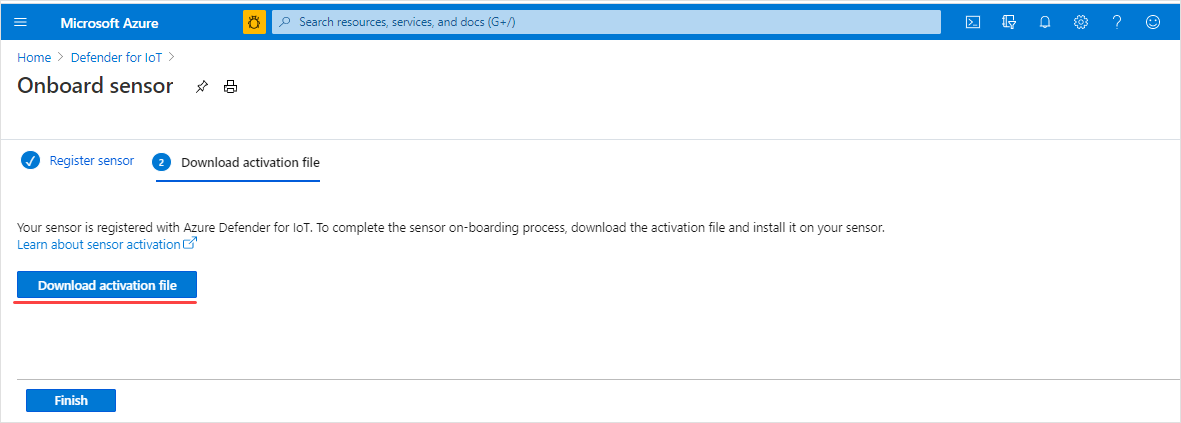 Microsoft Azure
Search resources, services, and docs (G+/)
Home > Defender for IoT >
Onboard sensor
Register sensor
2 Download activation file
Your sensor is registered with Azure Defender for IoT. To complete the sensor on-boarding process, download the activation file and install it on your sensor.
Learn about sensor activation
Download activation file
Finish